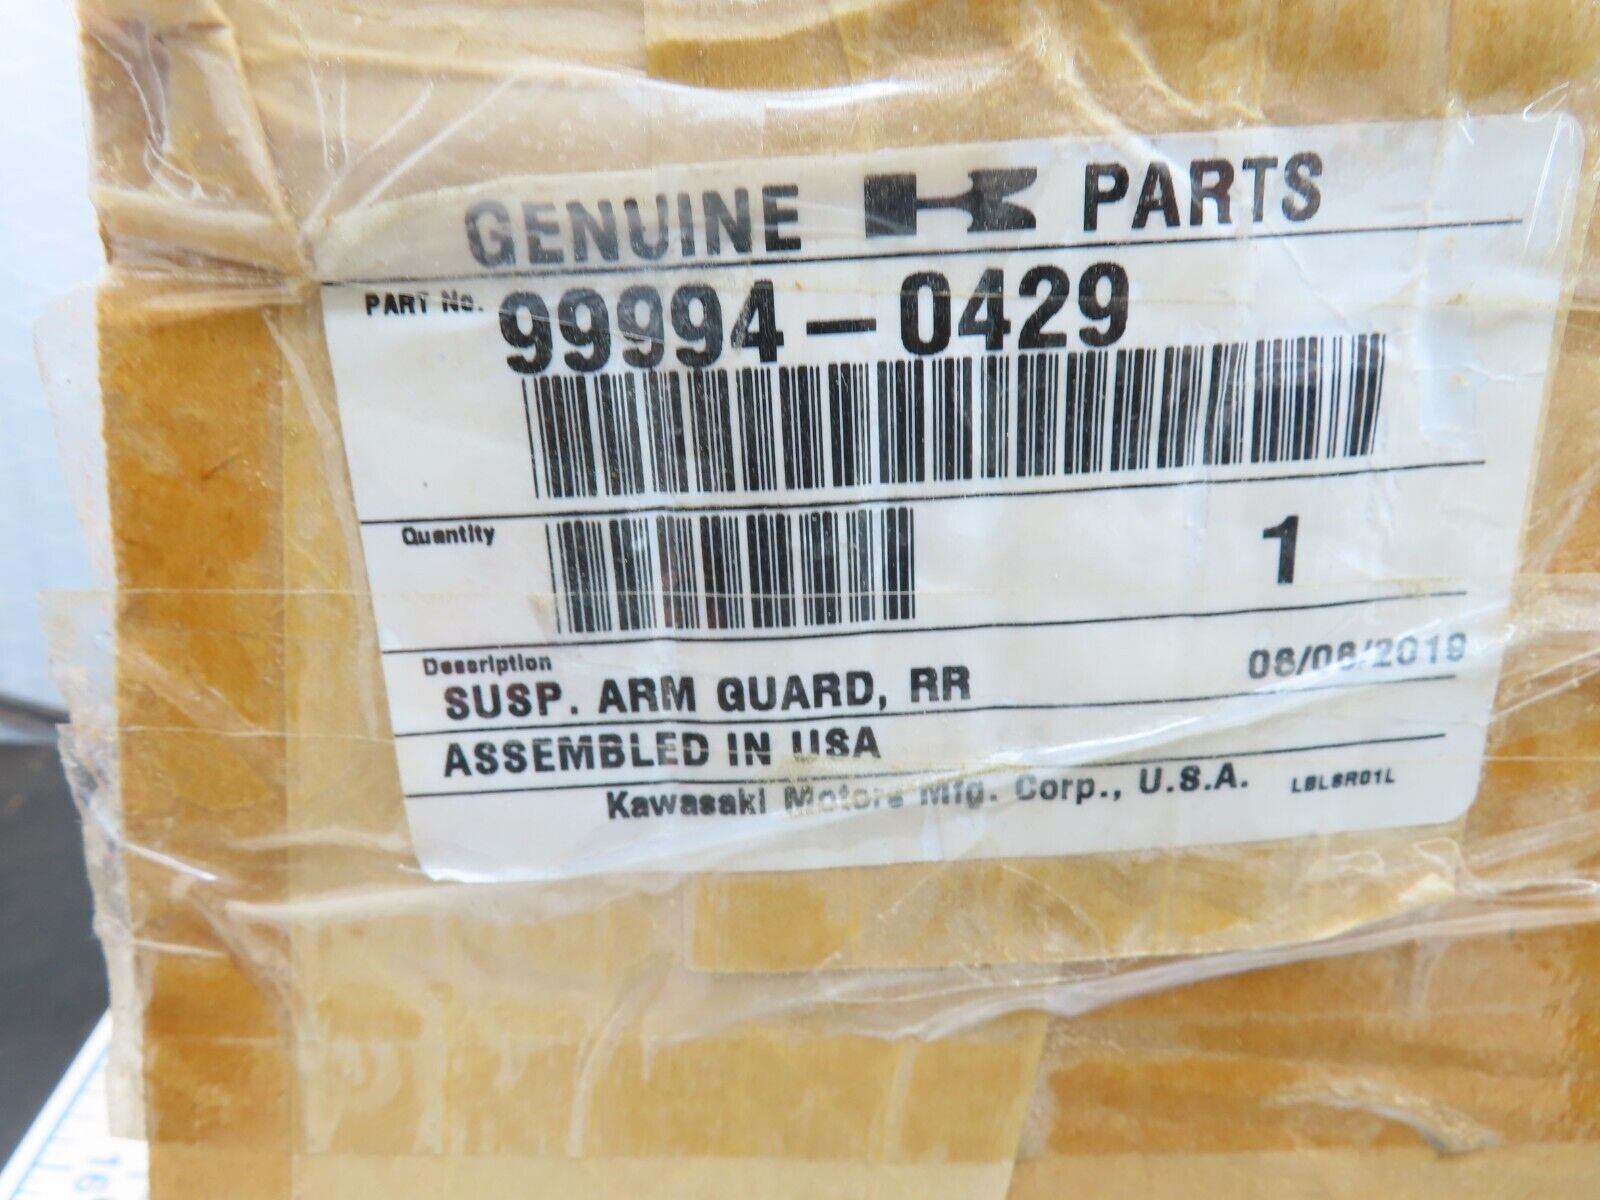 GENUINE PARTS
PART No. 99994-0429
Quantity 1
Description
SUSP. ARM GUARD, RR
ASSEMBLED IN USA
Kawasaki Motors Mfg. Corp., U.S.A.
16